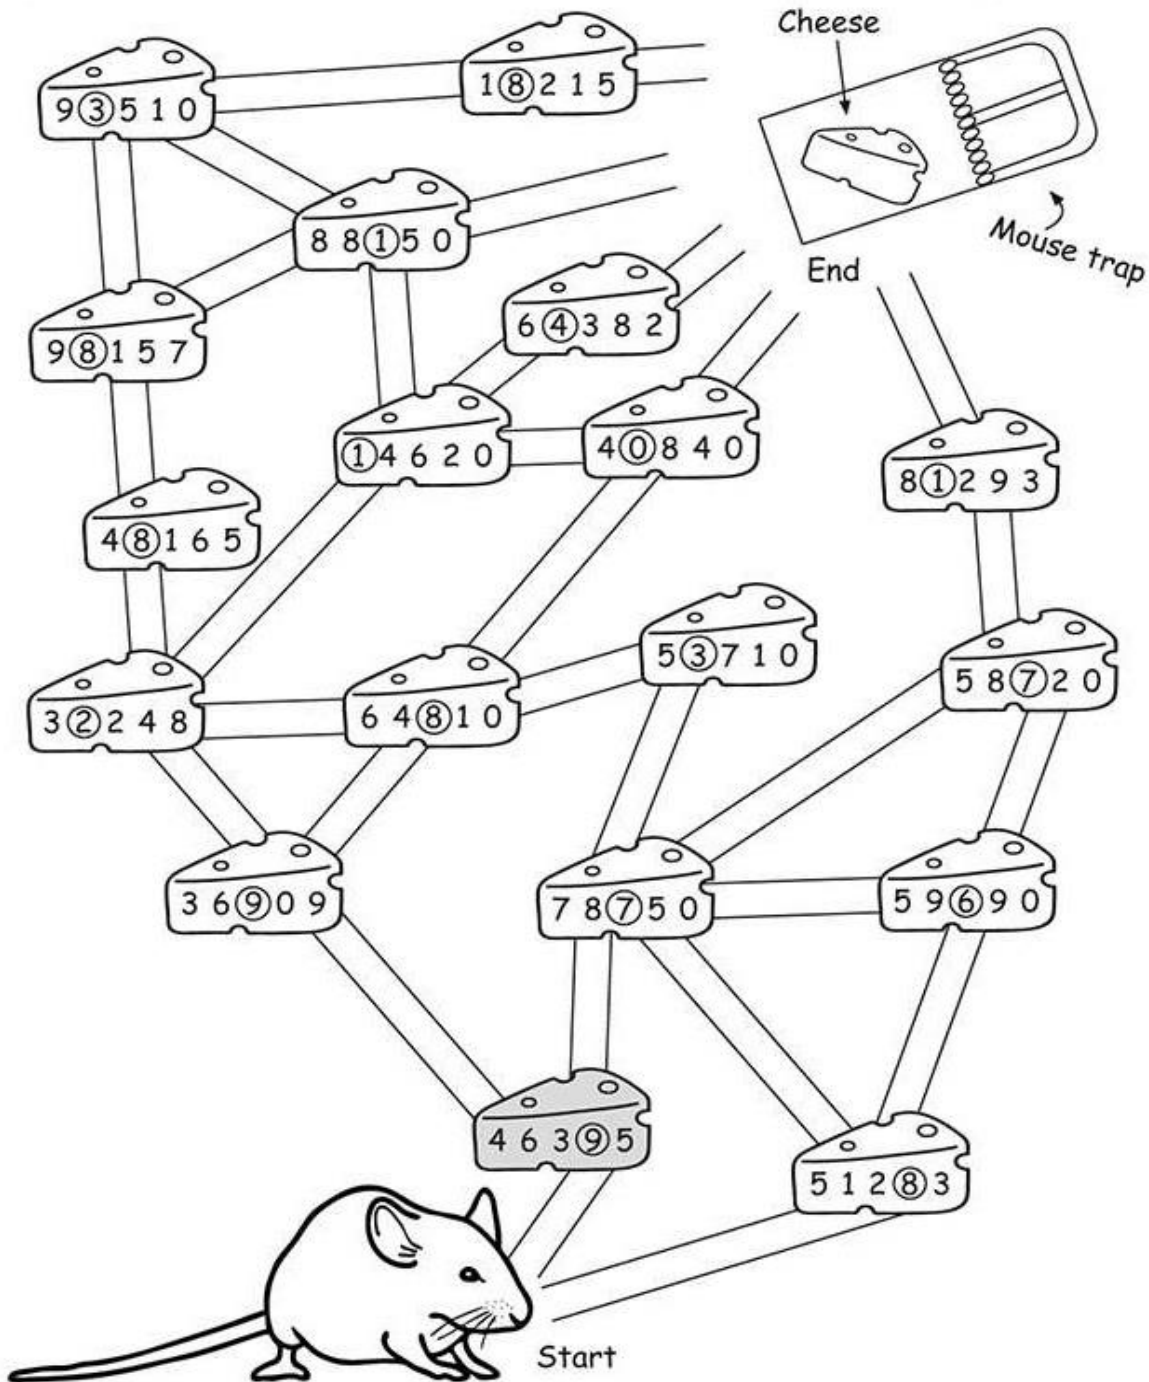 Cheese
9 3 5 1 0
1 8 2 1 5
Mouse trap
8 8 1 5 0
End
6 4 3 8 2
9 8 1 5 7
1 4 6 2 0
4 0 8 4 0
8 1 2 9 3
4 8 1 6 5
5 3 7 1 0
5 8 7 2 0
3 2 2 4 8
6 4 8 1 0
3 6 9 0 9
7 8 7 5 0
5 9 6 9 0
4 6 3 9 5
5 1 2 8 3
Start